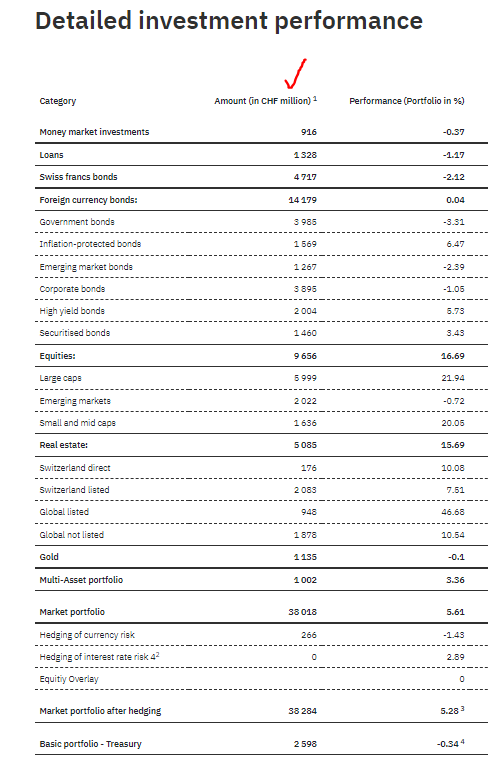 Detailed investment performance
Category Amount (in CHF million) 1 Performance (Portfolio in %)
Money market investments 916 -0.37
Loans 1 328 -1.17
Swiss francs bonds 4 717 -2.12
Foreign currency bonds: 14 179 0.04
Government bonds 3 985 -3.31
Inflation-protected bonds 1 569 6.47
Emerging market bonds 1 267 -2.39
Corporate bonds 3 895 -1.05
High yield bonds 2 004 5.73
Securitised bonds 1 460 3.43
Equities: 9 656 16.69
Large caps 5 999 21.94
Emerging markets 2 022 -0.72
Small and mid caps 1 636 20.05
Real estate: 5 085 15.69
Switzerland direct 176 10.08
Switzerland listed 2 083 7.51
Global listed 948 46.68
Global not listed 1 878 10.54
Gold 1 135 -0.1
Multi-Asset portfolio 1 002 3.36
Market portfolio 38 018 5.61
Hedging of currency risk 266 -1.43
Hedging of interest rate risk 42 0 2.89
Equitiy Overlay 0
Market portfolio after hedging 38 284 5.28 3
Basic portfolio - Treasury 2 598 -0.34 4